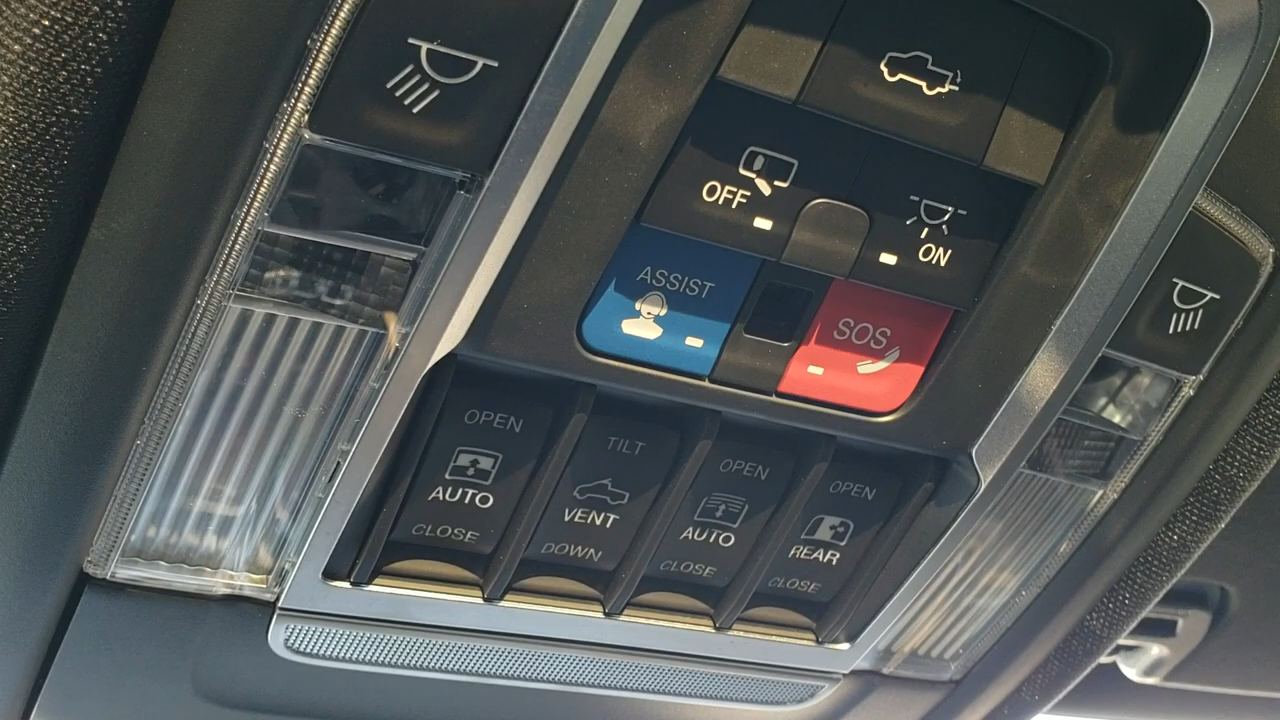 OFF
ON
ASSIST
SOS
OPEN
AUTO
CLOSE
TILT
VENT
DOWN
OPEN
AUTO
CLOSE
OPEN
REAR
CLOSE